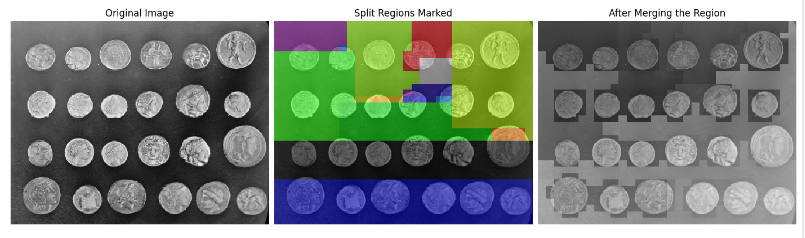 Original Image
Split Regions Marked
After Merging the Region